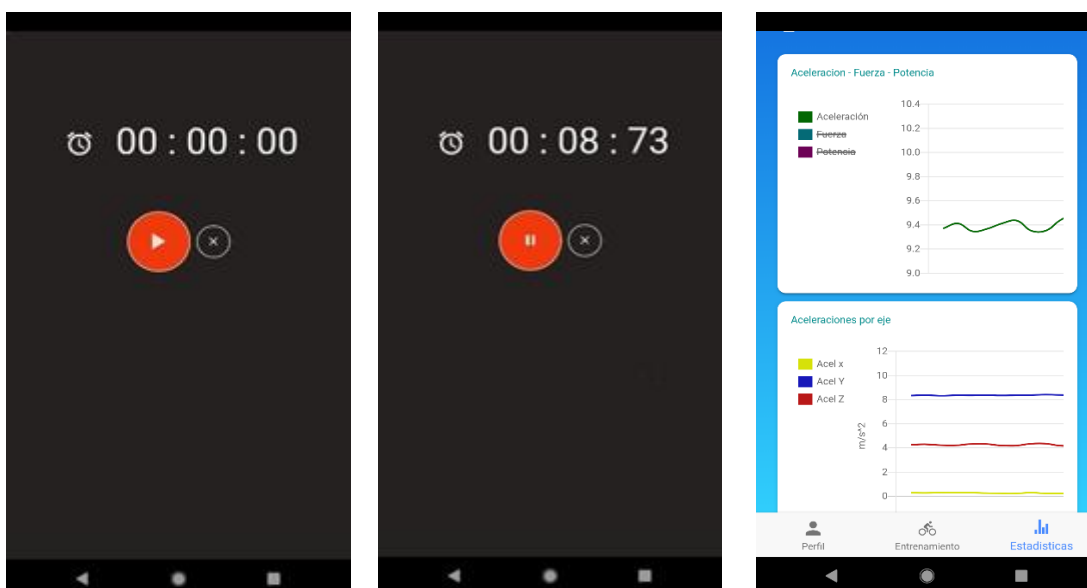 00 : 00 : 00
00 : 08 : 73
Aceleracion - Fuerza - Potencia
Aceleración
Fuerza
Potencia
10.4
10.2
10.0
9.8
9.6
9.4
9.2
9.0
Aceleraciones por eje
Acel x
Acel Y
Acel Z
m/s^2
12
10
8
6
4
2
0
Perfil
Entrenamiento
Estadisticas